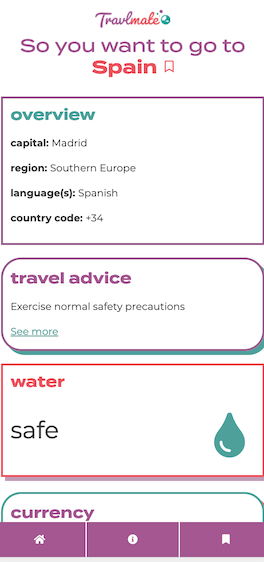 Travlmate
So you want to go to
Spain
overview
capital: Madrid
region: Southern Europe
language(s): Spanish
country code: +34
travel advice
Exercise normal safety precautions
See more
water
safe
currency